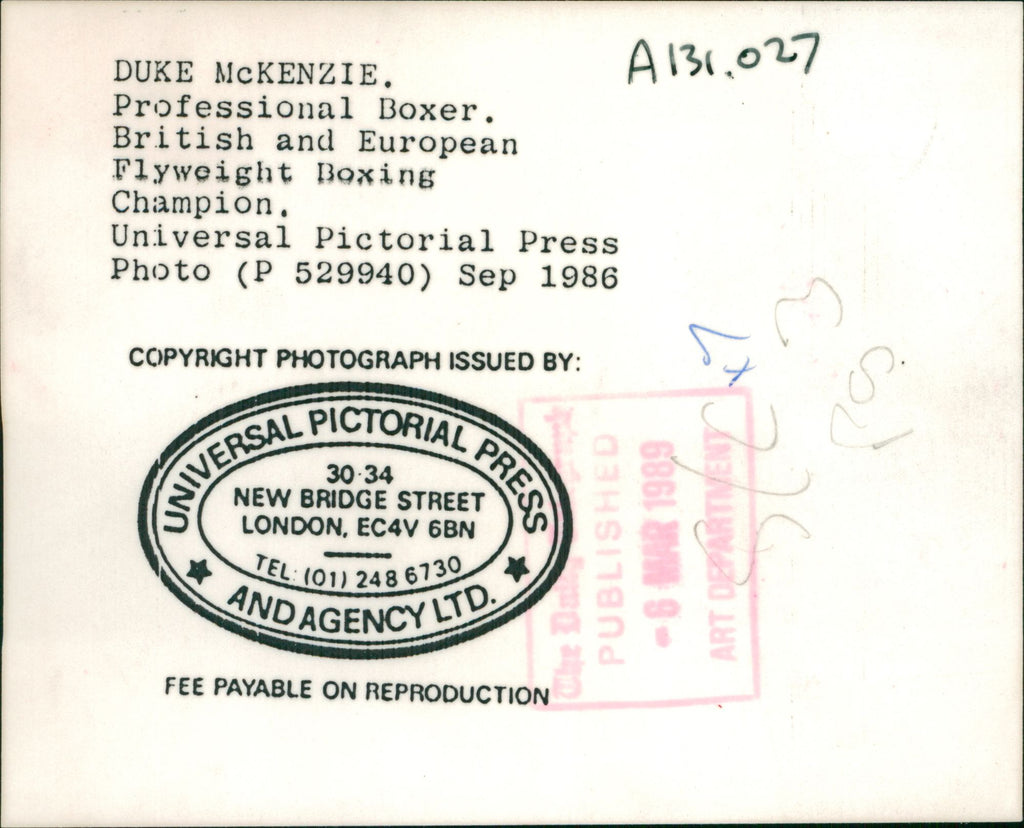 DUKE McKENZIE.
Professional Boxer.
British and European
Flyweight Boxing
Champion.
Universal Pictorial Press
Photo (P 529940) Sep 1986
A131.027
COPYRIGHT PHOTOGRAPH ISSUED BY:
UNIVERSAL PICTORIAL PRESS
30-34
NEW BRIDGE STREET
LONDON, EC4V 6BN
TEL: (01) 248 6730
AND AGENCY LTD.
FEE PAYABLE ON REPRODUCTION
The Daily
PUBLISHED
-6 MAR 1989
ART DEPARTMENT